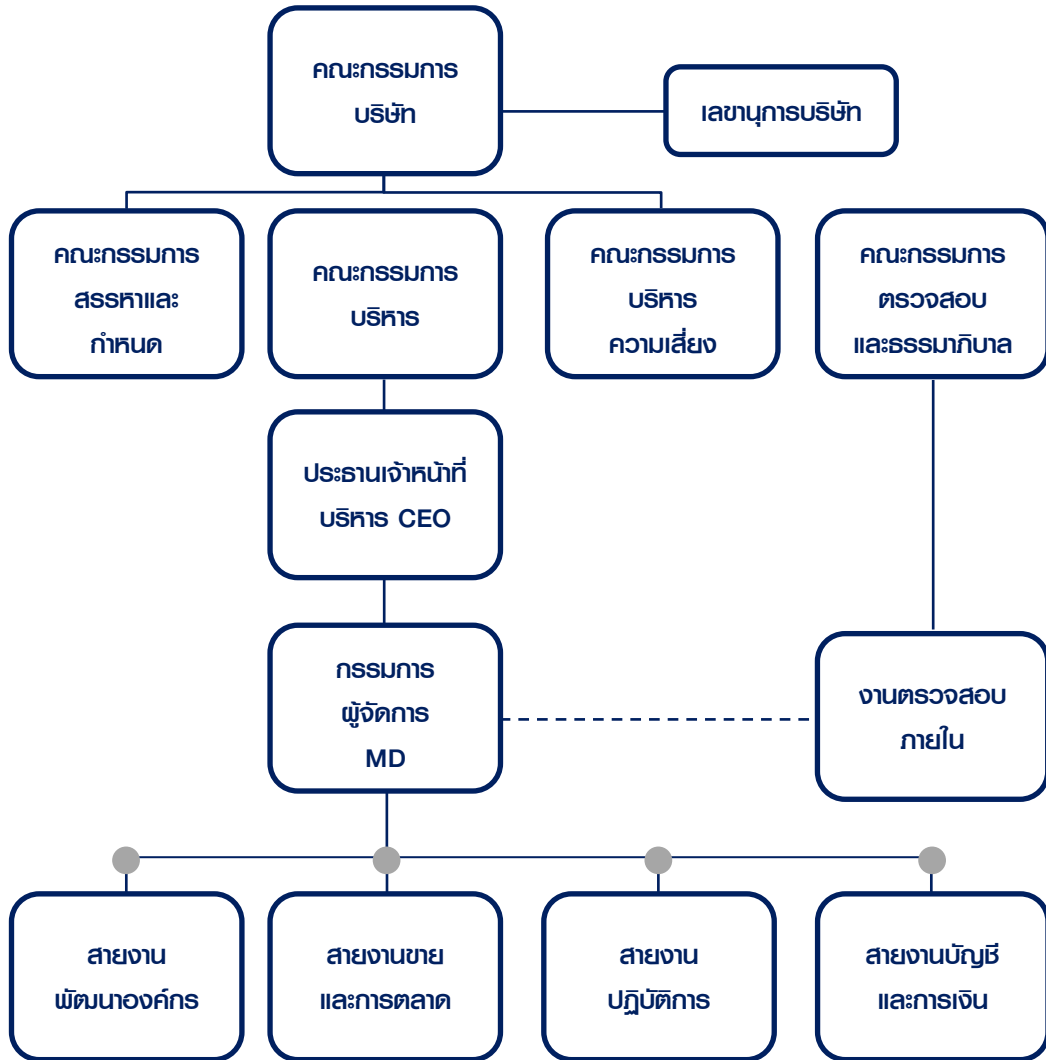 คณะกรรมการ
บริษัท
เลขานุการบริษัท
คณะกรรมการ
สรรหาและ
กำหนด
คณะกรรมการ
บริหาร
คณะกรรมการ
บริหาร
ความเสี่ยง
คณะกรรมการ
ตรวจสอบ
และธรรมาภิบาล
ประธานเจ้าหน้าที่
บริหาร CEO
กรรมการ
ผู้จัดการ
MD
งานตรวจสอบ
ภายใน
สายงาน
พัฒนาองค์กร
สายงานขาย
และการตลาด
สายงาน
ปฏิบัติการ
สายงานบัญชี
และการเงิน